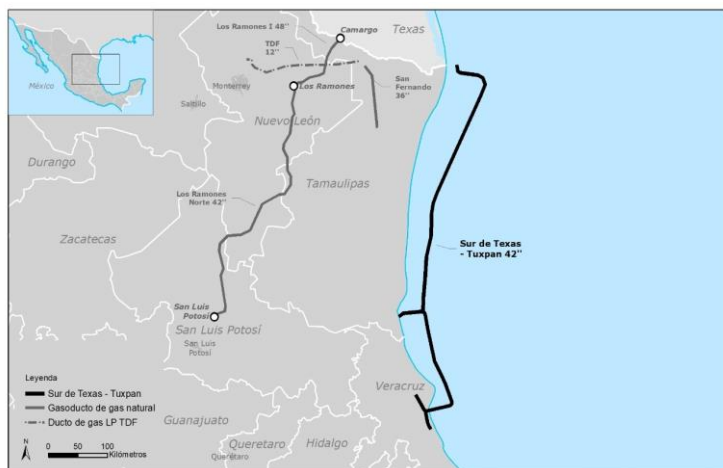 México
Los Ramones I 48"
Camargo
Texas
TDF
12"
San
Fernando
36"
Monterrey
Saltillo
Los Ramones
Nuevo León
Durango
Tamaulipas
Los Ramones
Norte 42"
Zacatecas
Sur de Texas
- Tuxpan 42"
San Luis
Potosí
San Luis Potosí
San Luis
Potosí
Leyenda
Sur de Texas - Tuxpan
Gasoducto de gas natural
Ducto de gas LP TDF
Veracruz
Guanajuato
Queretaro
Querétaro
Hidalgo
N
0 50 100
Kilómetros